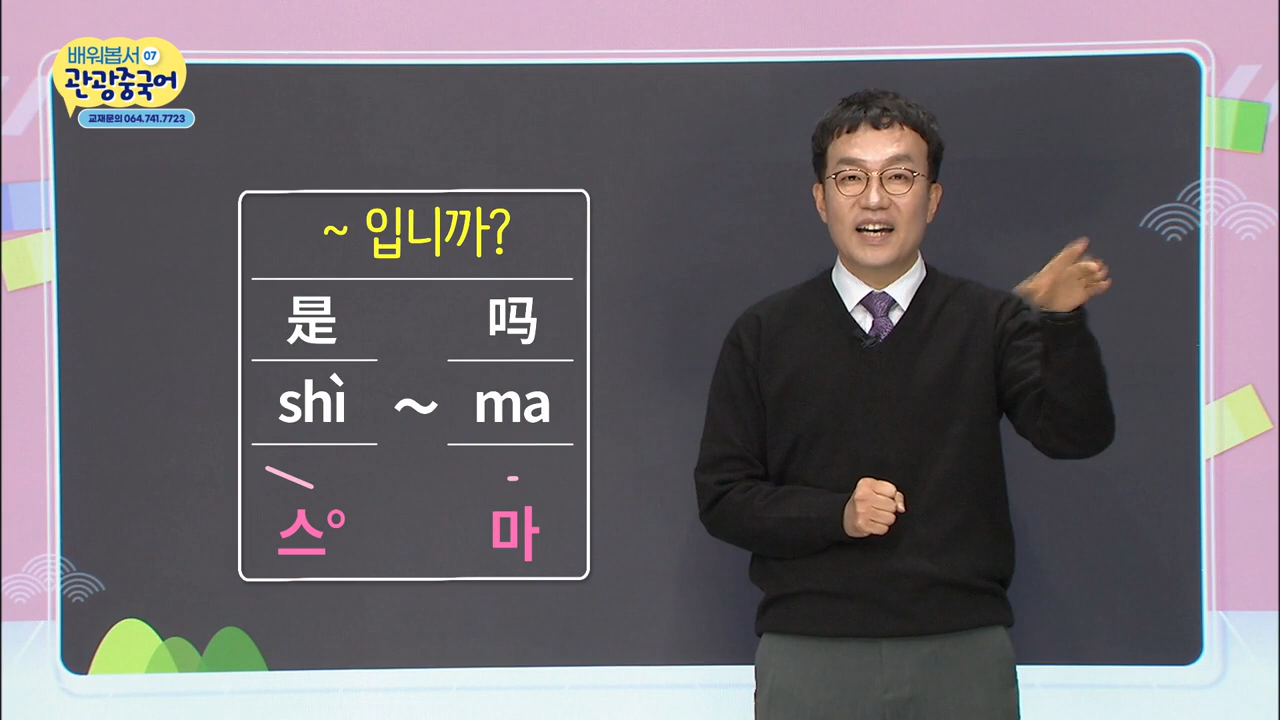 배워봅서 07
관광중국어
교재문의 064.741.7723
~ 입니까?
是 吗
shì ~ ma
스º 마